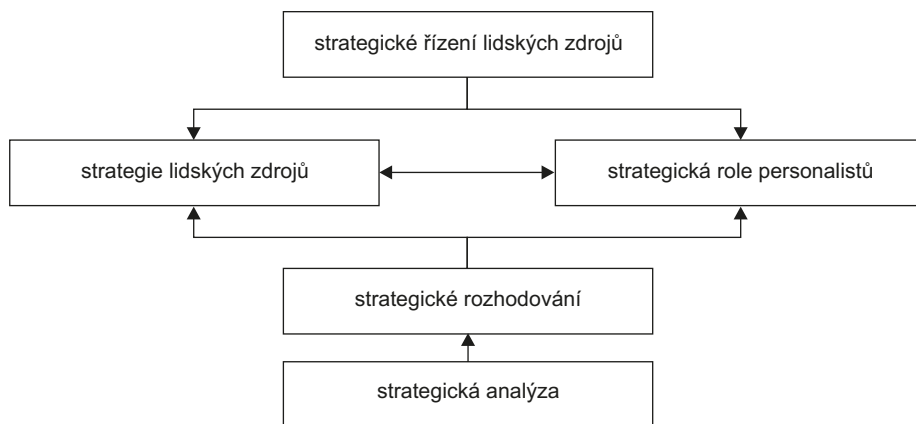 strategické řízení lidských zdrojů
strategie lidských zdrojů
strategická role personalistů
strategické rozhodování
strategická analýza